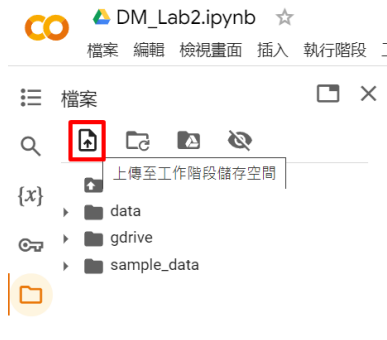 DM_Lab2.ipynb
檔案 編輯 檢視畫面 插入 執行階段
檔案
上傳至工作階段儲存空間
{x}
data
gdrive
sample_data